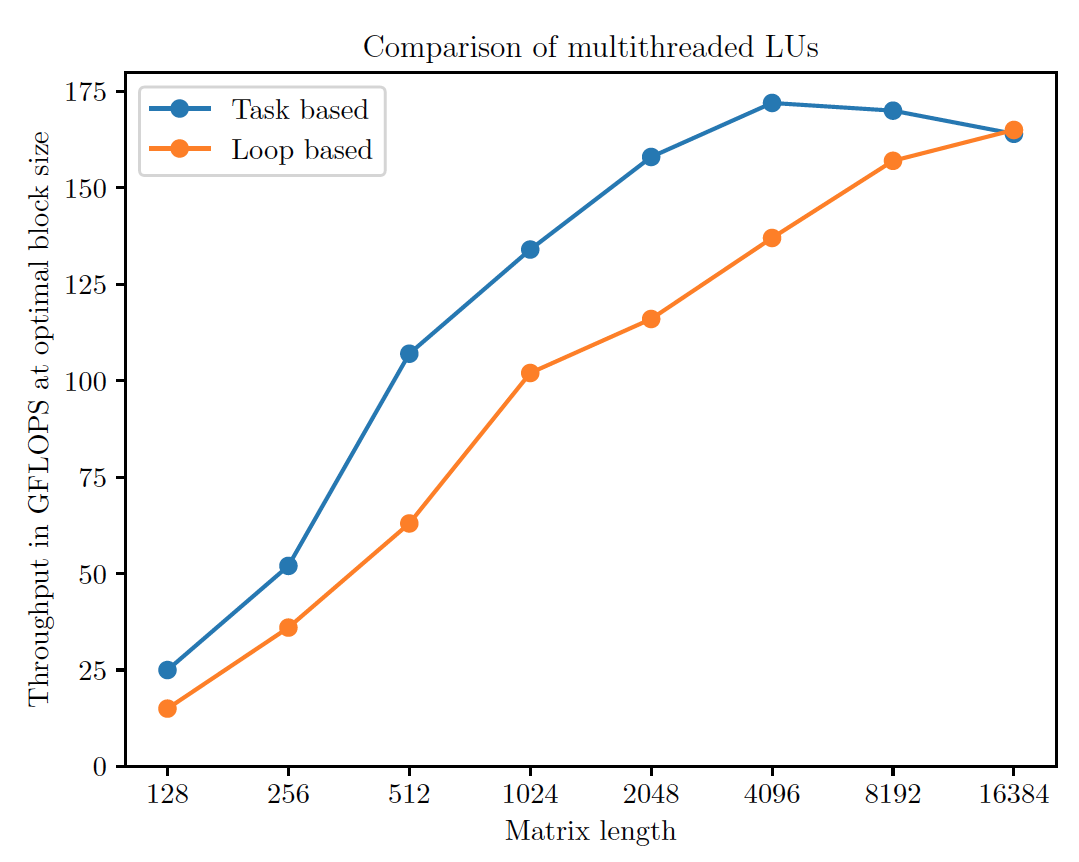 Comparison of multithreaded LUs
Task based
Loop based
Throughput in GFLOPS at optimal block size
175
150
125
100
75
50
25
0
128 256 512 1024 2048 4096 8192 16384
Matrix length